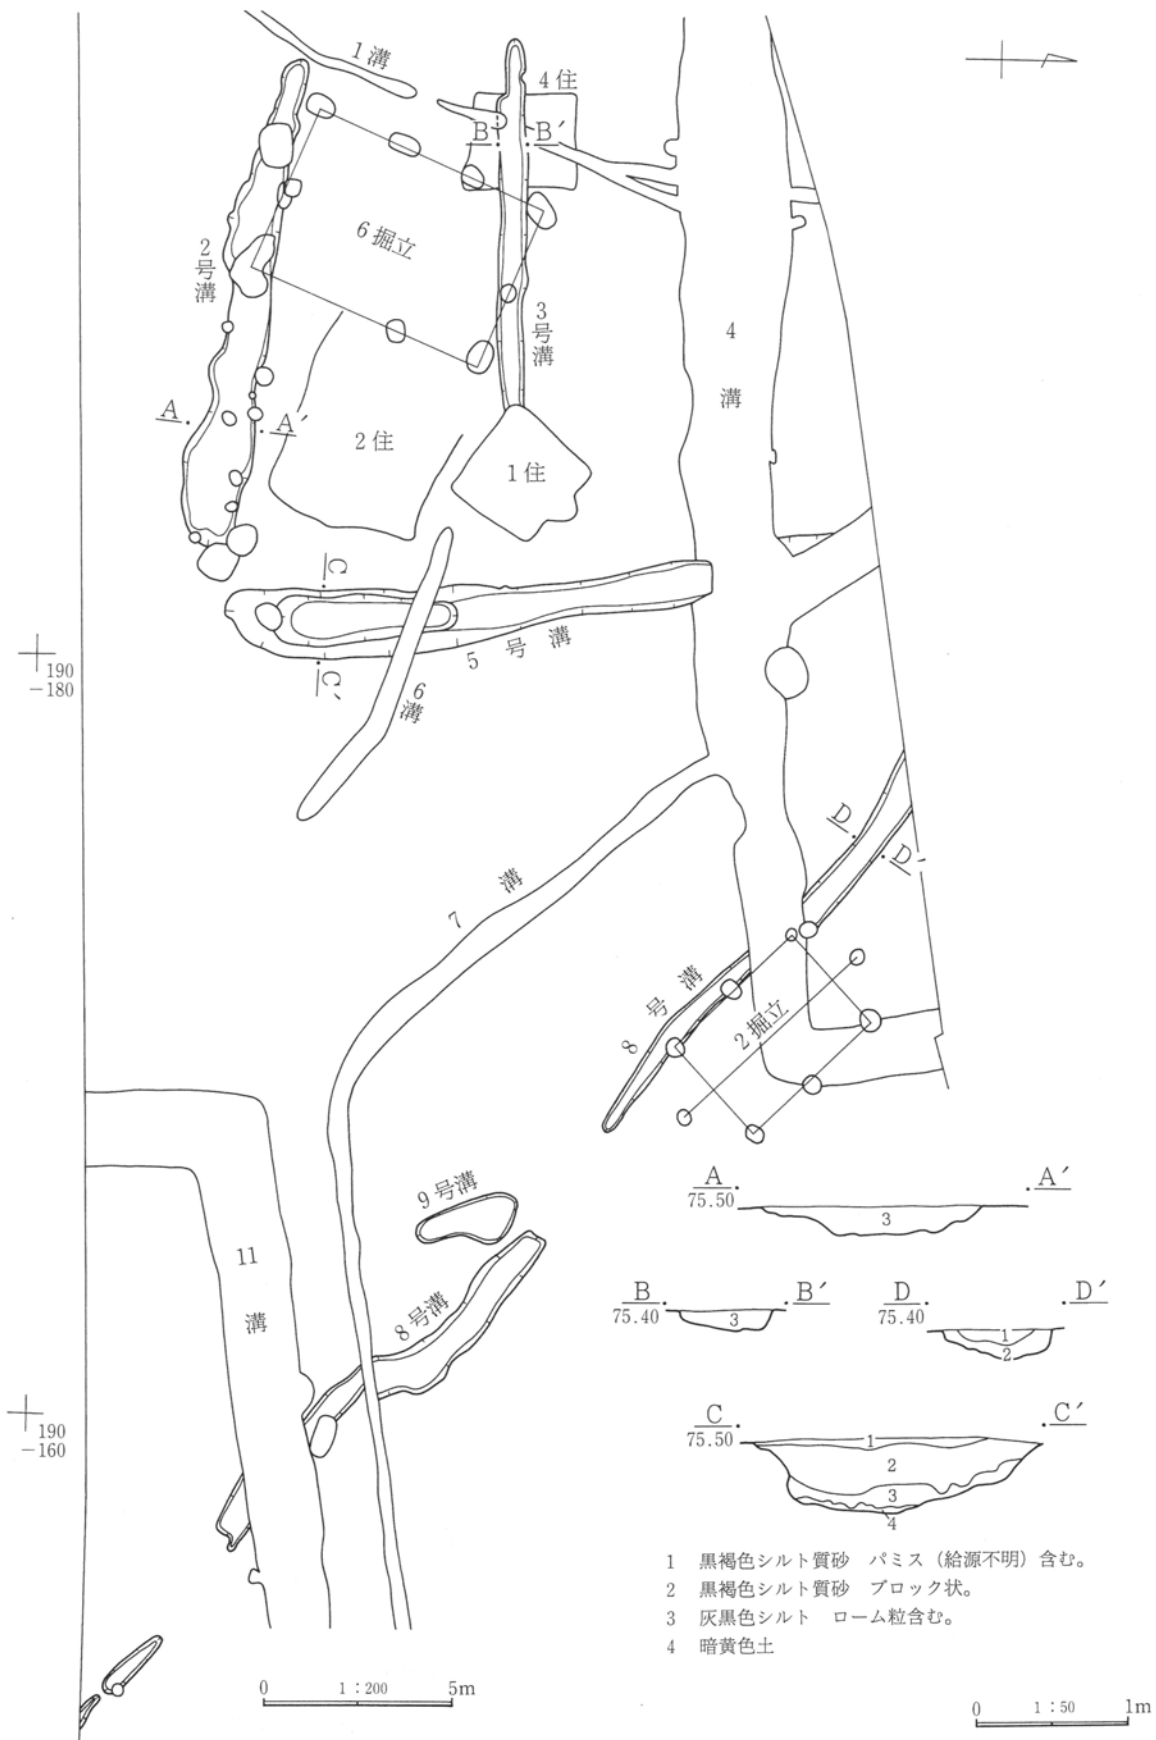 1溝
4住
B
B′
6掘立
2号溝
3号溝
4
溝
A
A′
2住
1住
C
C′
5号溝
6溝
190
-180
D
D′
7溝
8号溝
2掘立
9号溝
8号溝
11
溝
190
-160
A
75.50
A′
3
B
75.40
B′
3
D
75.40
D′
1
2
C
75.50
C′
1
2
3
4
1 黒褐色シルト質砂 パミス（給源不明）含む。
2 黒褐色シルト質砂 ブロック状。
3 灰黒色シルト ローム粒含む。
4 暗黄色土
0 1:200 5m
0 1:50 1m